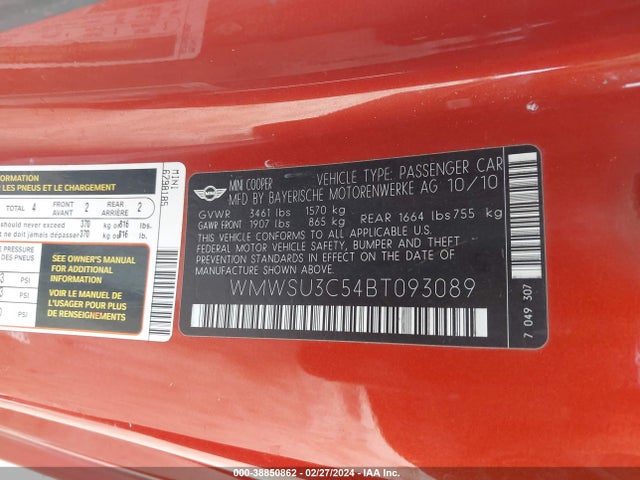 MINI COOPER VEHICLE TYPE: PASSENGER CAR
MFD BY BAYERISCHE MOTORENWERKE AG 10/10
GVWR 3461 lbs 1570 kg
GAWR FRONT 1907 lbs 865 kg REAR 1664 lbs 755 kg
THIS VEHICLE CONFORMS TO ALL APPLICABLE
FEDERAL MOTOR VEHICLE SAFETY, BUMPER AND THEFT
PREVENTION STANDARDS IN EFFECT ON THE DATE OF
MANUFACTURE SHOWN ABOVE.
WMWSU3C54BT093089
7 049 307
MINI
6798185
LES PNEUS ET LE CHARGEMENT
TOTAL 4 FRONT AVANT 2 REAR ARRIÈRE 2
should never exceed 370 kg or 816 lbs.
ne doit jamais dépasser 370 kg or 816 lb.
PRESSURE
PSI
PSI
PSI
SEE OWNER'S MANUAL
FOR ADDITIONAL
INFORMATION
VOIR LE MANUEL DE
L'USAGER POUR PLUS
DE RENSEIGNEMENTS
000-38850862 - 02/27/2024 - IAA Inc.